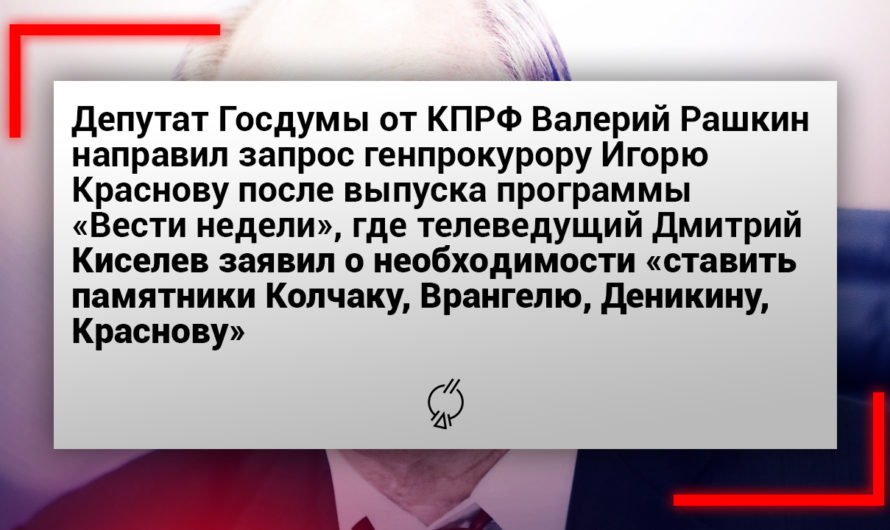 Депутат Госдумы от КПРФ Валерий Рашкин
направил запрос генпрокурору Игорю
Краснову после выпуска программы
«Вести недели», где телеведущий Дмитрий
Киселев заявил о необходимости «ставить
памятники Колчаку, Врангелю, Деникину,
Краснову»